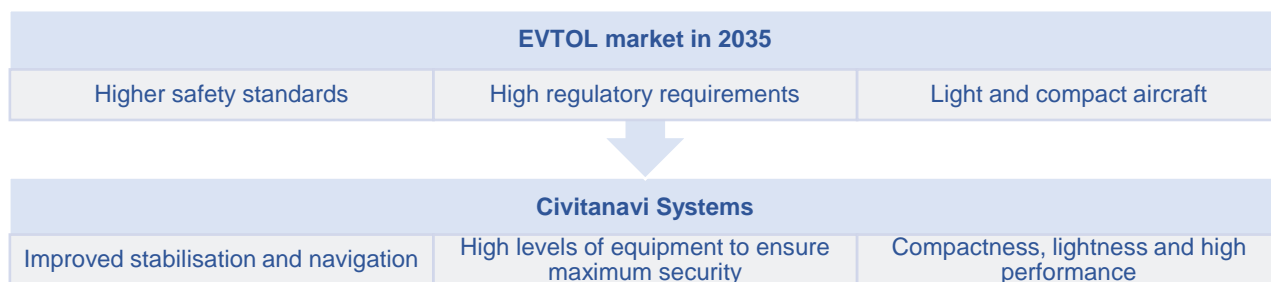 EVTOL market in 2035
Higher safety standards
High regulatory requirements
Light and compact aircraft
Civitanavi Systems
Improved stabilisation and navigation
High levels of equipment to ensure
maximum security
Compactness, lightness and high
performance